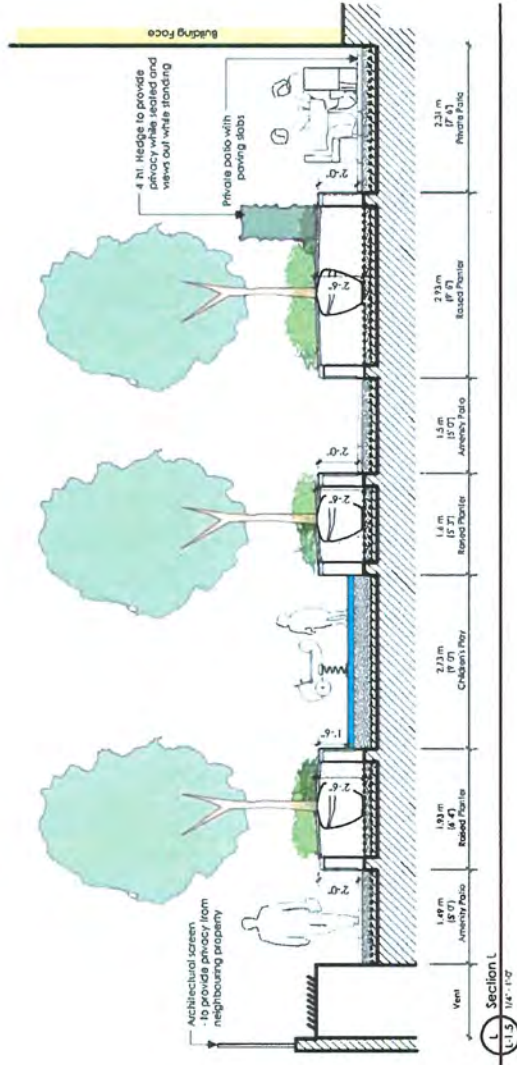 Architectural screen
- to provide privacy from
neighbouring property
4' ht. Hedge to provide
privacy while seated and
views out while standing
Private patio with
paving slabs
Building Face
2'-0"
2'-6"
1'-6"
2'-6"
2'-0"
2'-6"
2'-0"
Vent
1.49 m
(5' 0")
Amenity Patio
1.93 m
(6' 4")
Raised Planter
2.73 m
(9' 0")
Children's Play
1.6 m
(5' 3")
Raised Planter
1.5 m
(5' 0")
Amenity Patio
2.93 m
(9' 6")
Raised Planter
2.31 m
(7' 6")
Private Patio
L
L-1.5
Section L
1/4" - 1'-0"